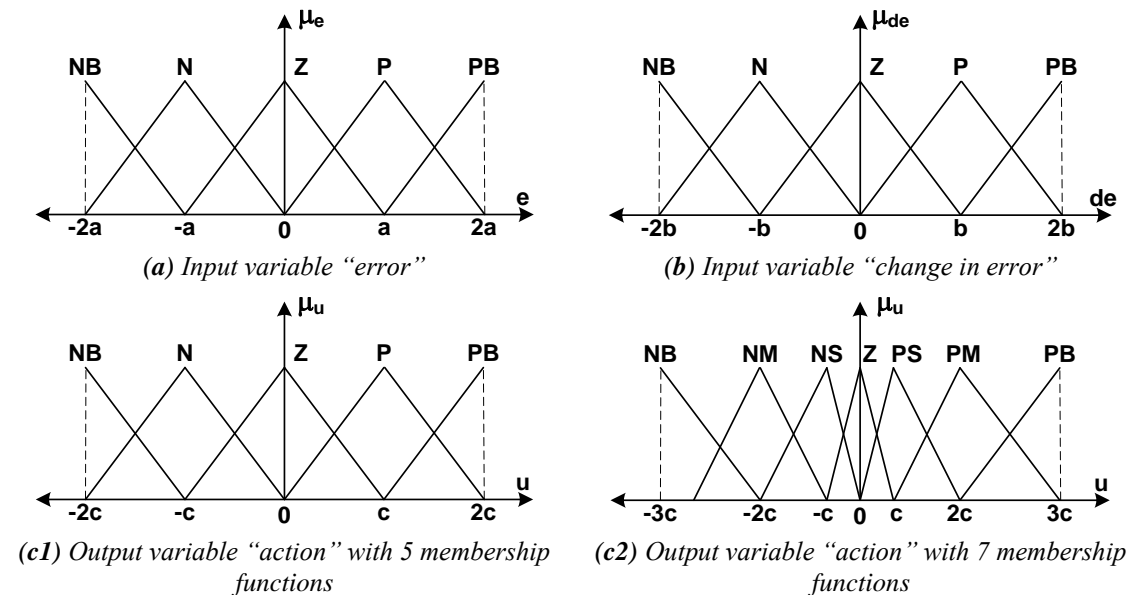 μe
NB N Z P PB
e
-2a -a 0 a 2a
(a) Input variable “error”
μde
NB N Z P PB
de
-2b -b 0 b 2b
(b) Input variable “change in error”
μu
NB N Z P PB
u
-2c -c 0 c 2c
(c1) Output variable “action” with 5 membership
functions
μu
NB NM NS Z PS PM PB
u
-3c -2c -c 0 c 2c 3c
(c2) Output variable “action” with 7 membership
functions